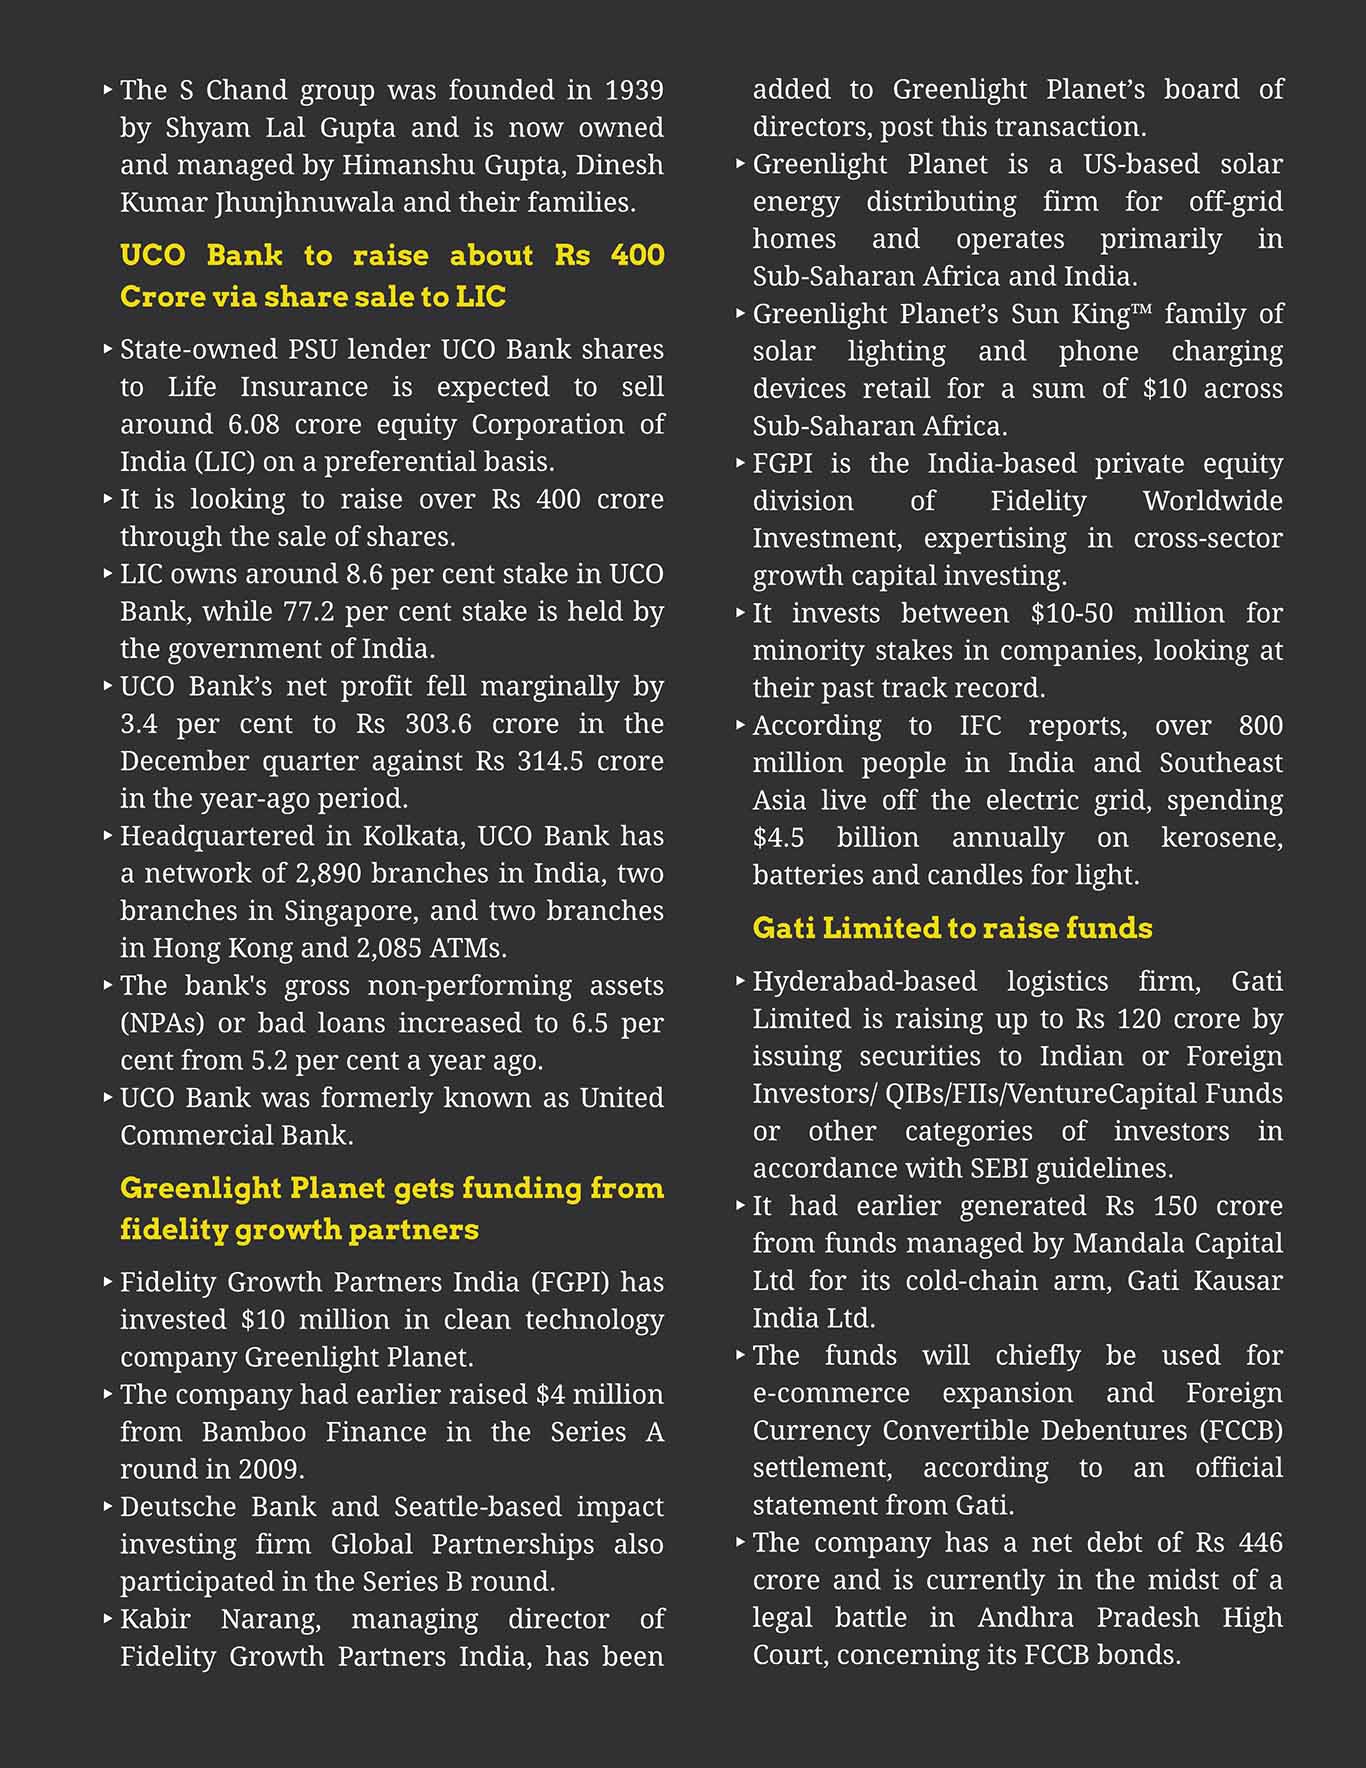 ‣ The S Chand group was founded in 1939
by Shyam Lal Gupta and is now owned
and managed by Himanshu Gupta, Dinesh
Kumar Jhunjhnuwala and their families.
UCO Bank to raise about Rs 400
Crore via share sale to LIC
‣ State-owned PSU lender UCO Bank shares
to Life Insurance is expected to sell
around 6.08 crore equity Corporation of
India (LIC) on a preferential basis.
‣ It is looking to raise over Rs 400 crore
through the sale of shares.
‣ LIC owns around 8.6 per cent stake in UCO
Bank, while 77.2 per cent stake is held by
the government of India.
‣ UCO Bank’s net profit fell marginally by
3.4 per cent to Rs 303.6 crore in the
December quarter against Rs 314.5 crore
in the year-ago period.
‣ Headquartered in Kolkata, UCO Bank has
a network of 2,890 branches in India, two
branches in Singapore, and two branches
in Hong Kong and 2,085 ATMs.
‣ The bank's gross non-performing assets
(NPAs) or bad loans increased to 6.5 per
cent from 5.2 per cent a year ago.
‣ UCO Bank was formerly known as United
Commercial Bank.
Greenlight Planet gets funding from
fidelity growth partners
‣ Fidelity Growth Partners India (FGPI) has
invested $10 million in clean technology
company Greenlight Planet.
‣ The company had earlier raised $4 million
from Bamboo Finance in the Series A
round in 2009.
‣ Deutsche Bank and Seattle-based impact
investing firm Global Partnerships also
participated in the Series B round.
‣ Kabir Narang, managing director of
Fidelity Growth Partners India, has been
added to Greenlight Planet’s board of
directors, post this transaction.
‣ Greenlight Planet is a US-based solar
energy distributing firm for off-grid
homes and operates primarily in
Sub-Saharan Africa and India.
‣ Greenlight Planet’s Sun King™ family of
solar lighting and phone charging
devices retail for a sum of $10 across
Sub-Saharan Africa.
‣ FGPI is the India-based private equity
division of Fidelity Worldwide
Investment, expertising in cross-sector
growth capital investing.
‣ It invests between $10-50 million for
minority stakes in companies, looking at
their past track record.
‣ According to IFC reports, over 800
million people in India and Southeast
Asia live off the electric grid, spending
$4.5 billion annually on kerosene,
batteries and candles for light.
Gati Limited to raise funds
‣ Hyderabad-based logistics firm, Gati
Limited is raising up to Rs 120 crore by
issuing securities to Indian or Foreign
Investors/ QIBs/FIIs/VentureCapital Funds
or other categories of investors in
accordance with SEBI guidelines.
‣ It had earlier generated Rs 150 crore
from funds managed by Mandala Capital
Ltd for its cold-chain arm, Gati Kausar
India Ltd.
‣ The funds will chiefly be used for
e-commerce expansion and Foreign
Currency Convertible Debentures (FCCB)
settlement, according to an official
statement from Gati.
‣ The company has a net debt of Rs 446
crore and is currently in the midst of a
legal battle in Andhra Pradesh High
Court, concerning its FCCB bonds.